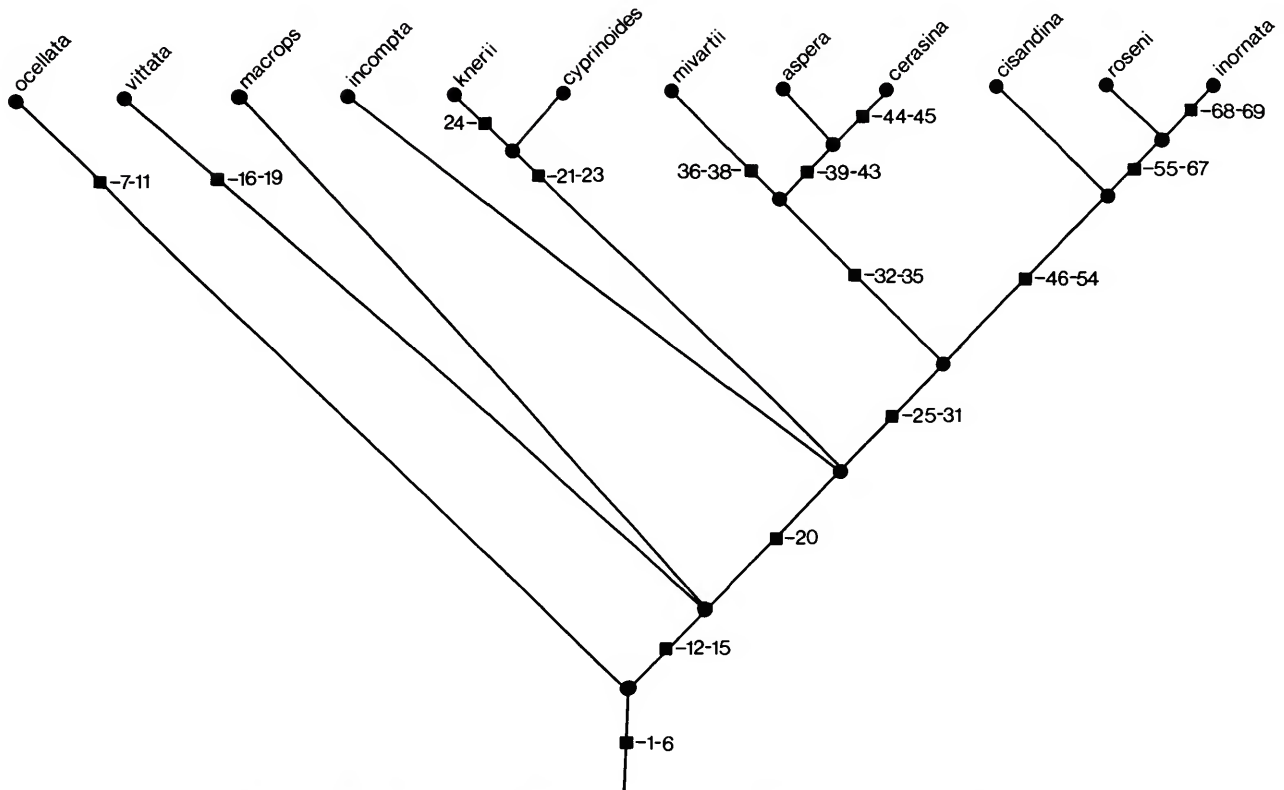 ocellata
vittata
macrops
incompta
knerii
cyprinoides
mivartii
aspera
cerasina
cisandina
roseni
inornata
24-
-44-45
-68-69
-7-11
-16-19
-21-23
36-38-
-39-43
-55-67
-32-35
-46-54
-25-31
-20
-12-15
-1-6